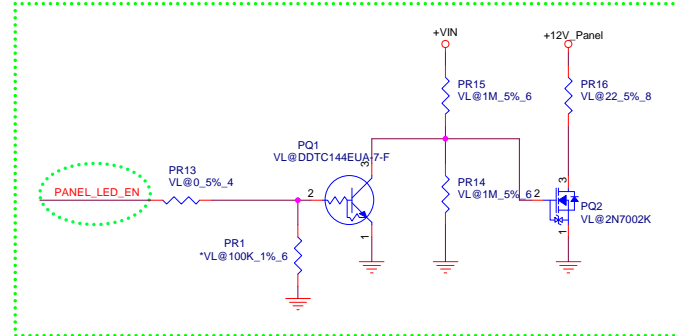 +VIN
+12V_Panel
PR15
VL@1M_5%_6
PR16
VL@22_5%_8
PQ1
VL@DDTC144EUA-7-F
3
PR13
VL@0_5%_4
PANEL_LED_EN
2
1
PR14
VL@1M_5%_6
3
2
1
PQ2
VL@2N7002K
PR1
*VL@100K_1%_6